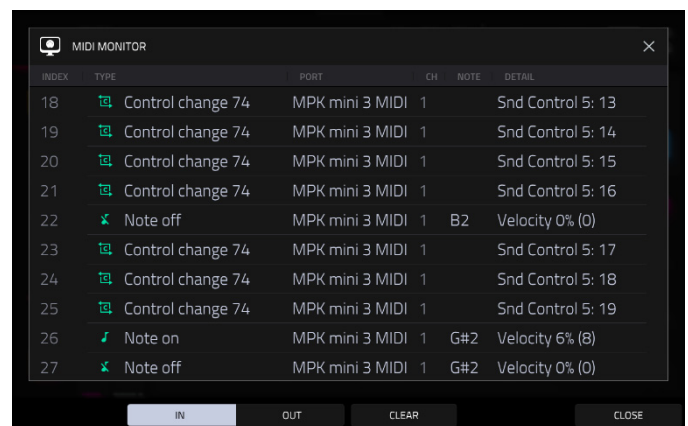 MIDI MONITOR
INDEX TYPE PORT CH NOTE DETAIL
18 Control change 74 MPK mini 3 MIDI 1 Snd Control 5: 13
19 Control change 74 MPK mini 3 MIDI 1 Snd Control 5: 14
20 Control change 74 MPK mini 3 MIDI 1 Snd Control 5: 15
21 Control change 74 MPK mini 3 MIDI 1 Snd Control 5: 16
22 Note off MPK mini 3 MIDI 1 B2 Velocity 0% (0)
23 Control change 74 MPK mini 3 MIDI 1 Snd Control 5: 17
24 Control change 74 MPK mini 3 MIDI 1 Snd Control 5: 18
25 Control change 74 MPK mini 3 MIDI 1 Snd Control 5: 19
26 Note on MPK mini 3 MIDI 1 G#2 Velocity 6% (8)
27 Note off MPK mini 3 MIDI 1 G#2 Velocity 0% (0)
IN OUT CLEAR CLOSE